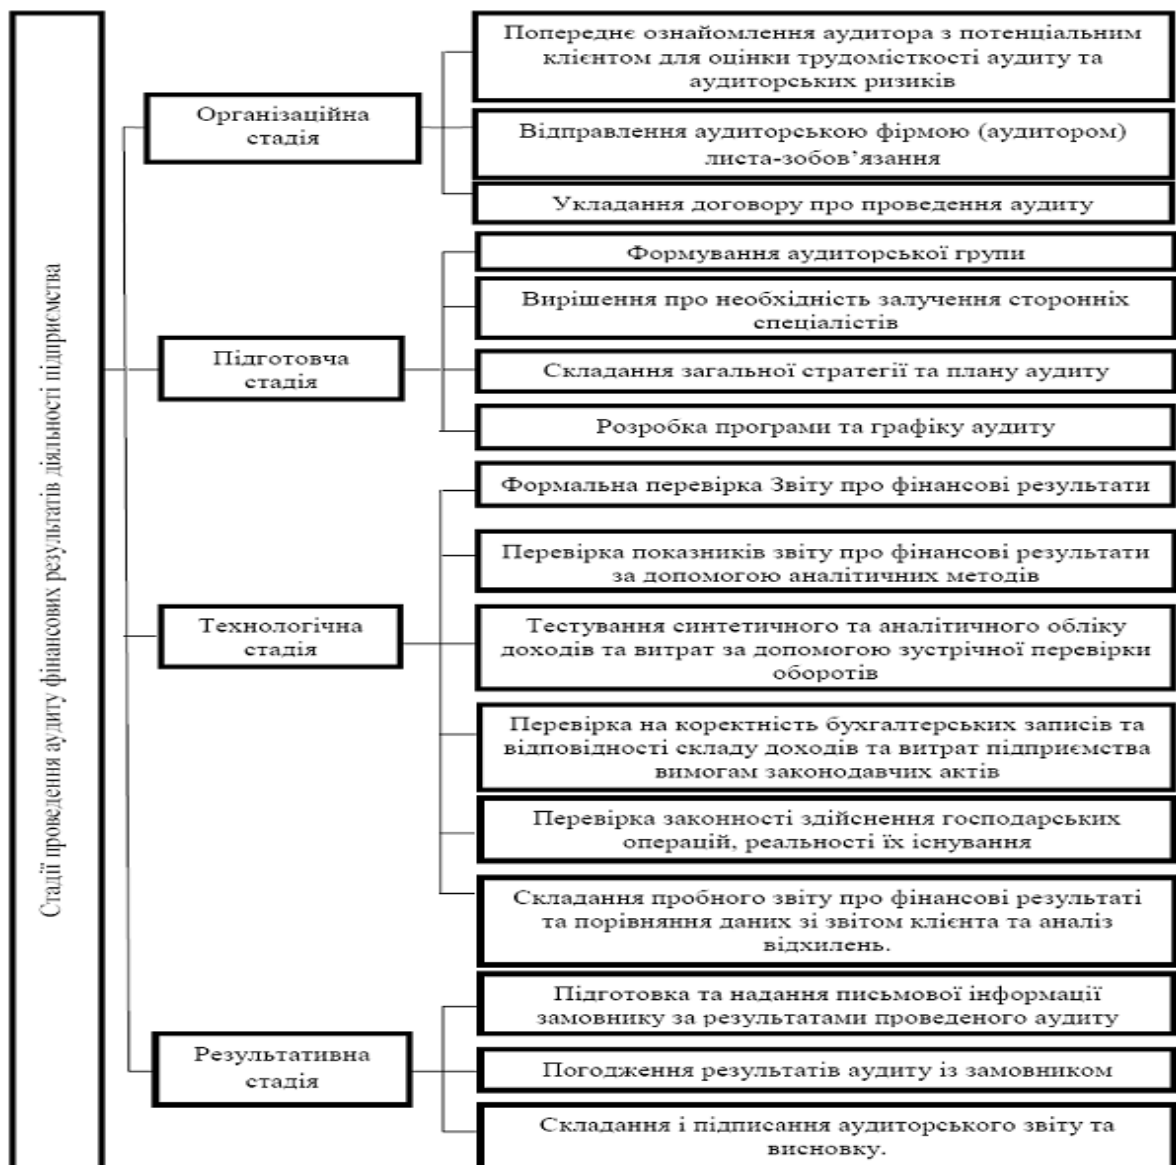 Стадії проведення аудиту фінансових результатів діяльності підприємства
Організаційна
стадія
Попереднє ознайомлення аудитора з потенціальним
клієнтом для оцінки трудомісткості аудиту та
аудиторських ризиків
Відправлення аудиторською фірмою (аудитором)
листа-зобов’язання
Укладання договору про проведення аудиту
Підготовча
стадія
Формування аудиторської групи
Вирішення про необхідність залучення сторонніх
спеціалістів
Складання загальної стратегії та плану аудиту
Розробка програми та графіку аудиту
Технологічна
стадія
Формальна перевірка Звіту про фінансові результати
Перевірка показників звіту про фінансові результати
за допомогою аналітичних методів
Тестування синтетичного та аналітичного обліку
доходів та витрат за допомогою зустрічної перевірки
оборотів
Перевірка на коректність бухгалтерських записів та
відповідності складу доходів та витрат підприємства
вимогам законодавчих актів
Перевірка законності здійснення господарських
операцій, реальності їх існування
Складання пробного звіту про фінансові результаті
та порівняння даних зі звітом клієнта та аналіз
відхилень.
Результативна
стадія
Підготовка та надання письмової інформації
замовнику за результатами проведеного аудиту
Погодження результатів аудиту із замовником
Складання і підписання аудиторського звіту та
висновку.